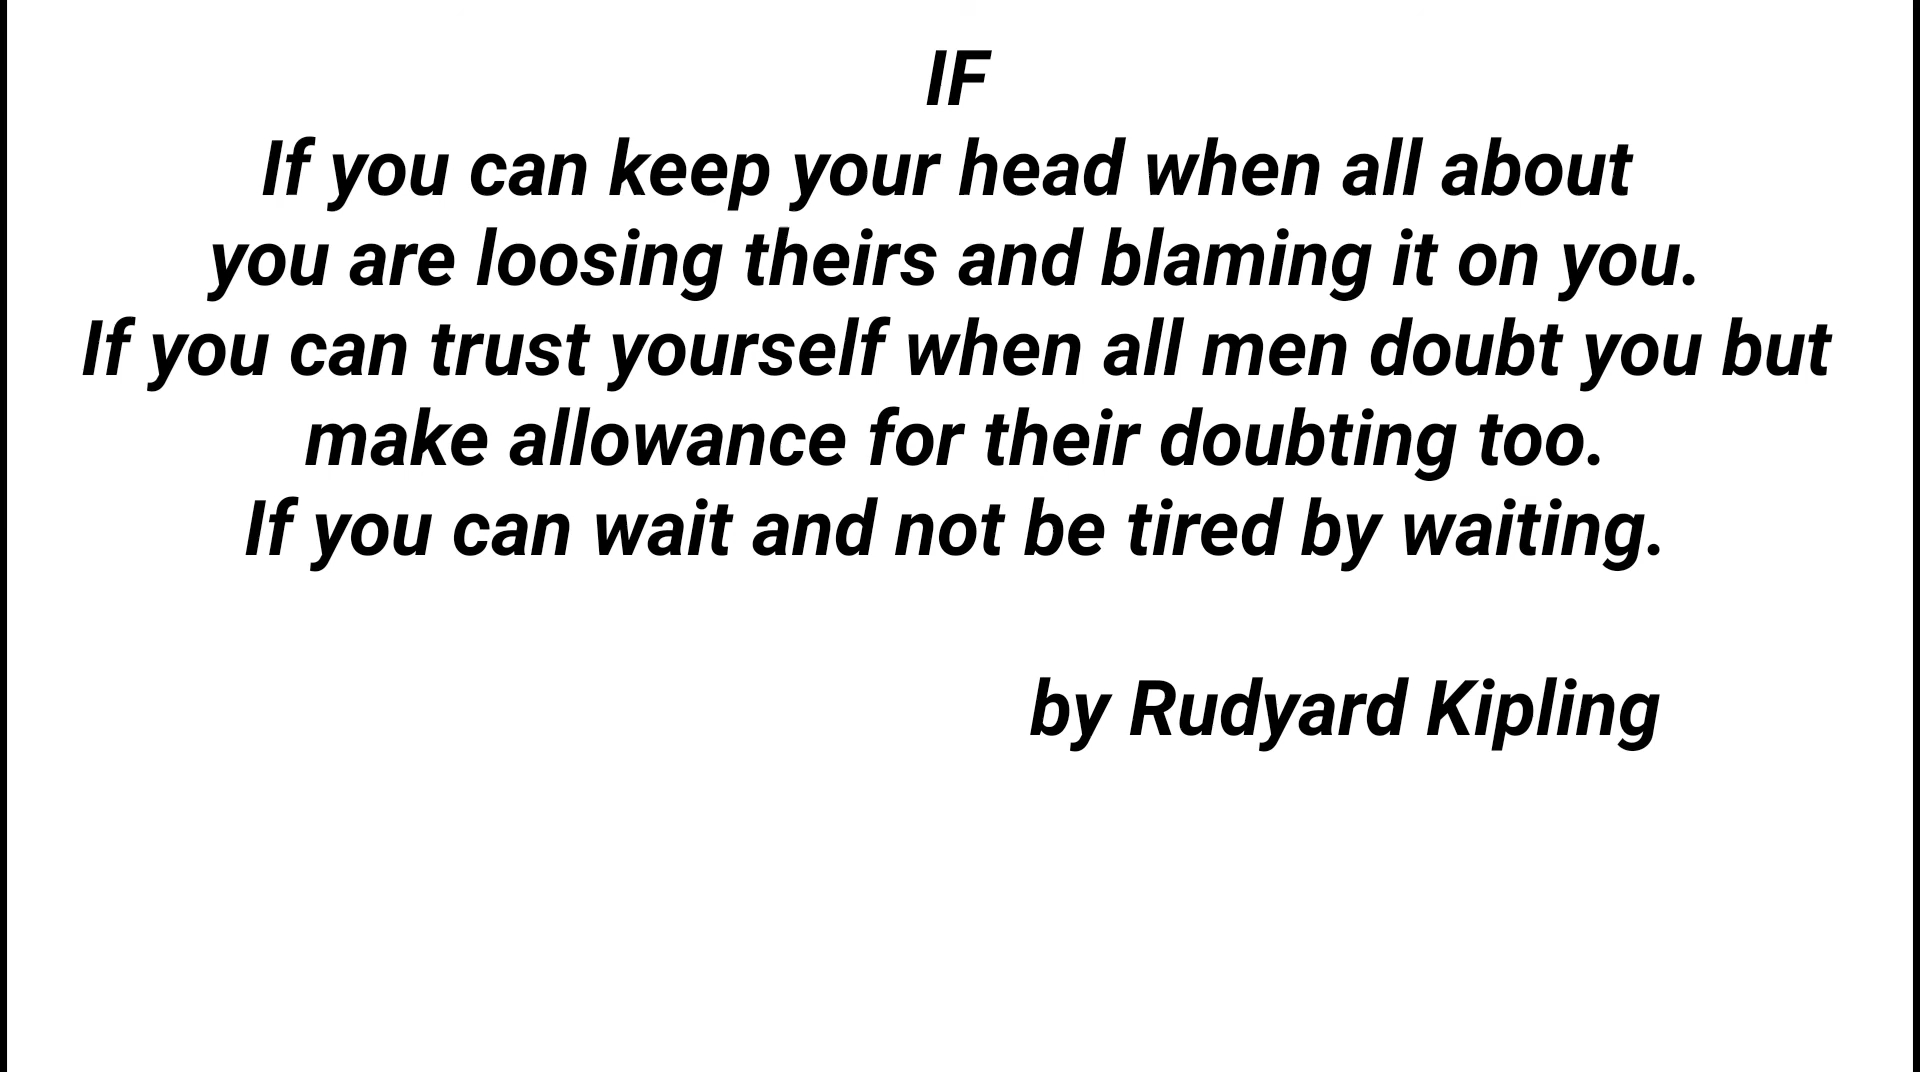 IF
If you can keep your head when all about
you are loosing theirs and blaming it on you.
If you can trust yourself when all men doubt you but
make allowance for their doubting too.
If you can wait and not be tired by waiting.
by Rudyard Kipling